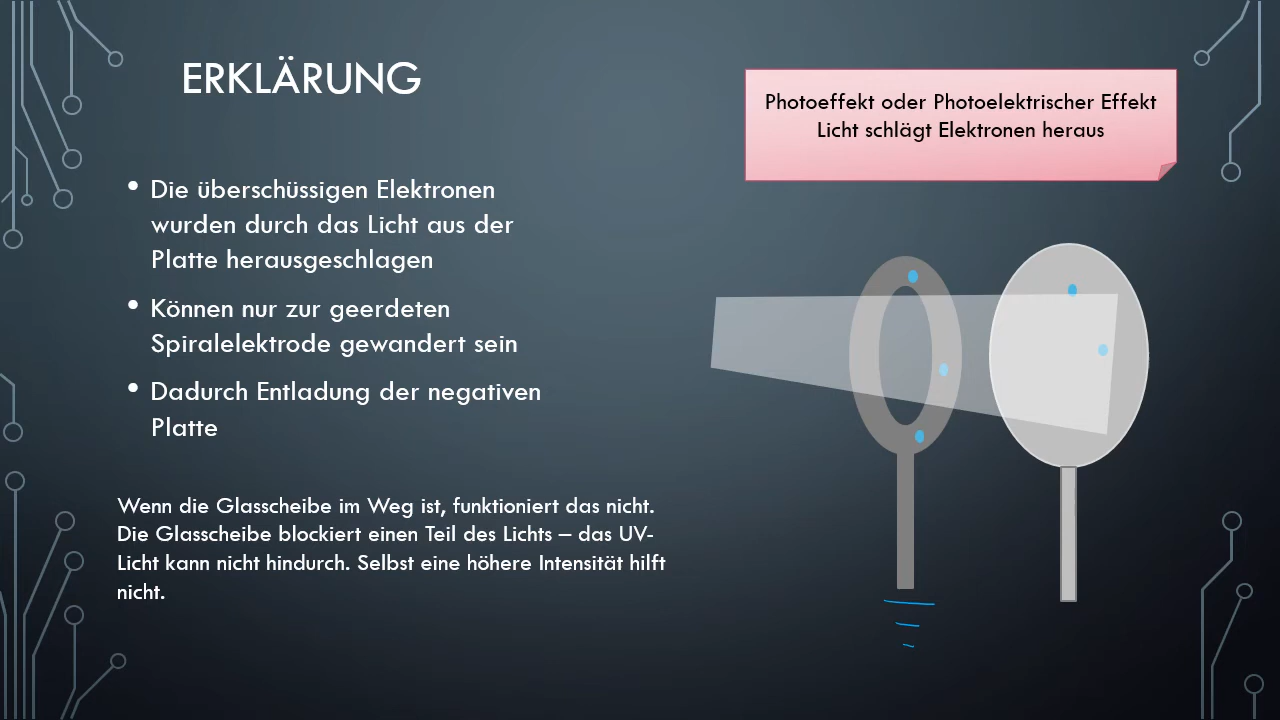 ERKLÄRUNG
Photoeffekt oder Photoelektrischer Effekt
Licht schlägt Elektronen heraus
• Die überschüssigen Elektronen
wurden durch das Licht aus der
Platte herausgeschlagen
• Können nur zur geerdeten
Spiralelektrode gewandert sein
• Dadurch Entladung der negativen
Platte
Wenn die Glasscheibe im Weg ist, funktioniert das nicht.
Die Glasscheibe blockiert einen Teil des Lichts – das UV-
Licht kann nicht hindurch. Selbst eine höhere Intensität hilft
nicht.